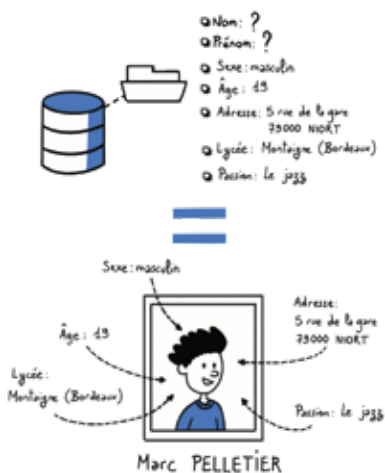 Nom: ?
Prénom: ?
Sexe: masculin
Âge: 19
Adresse: 5 rue de la gare
79000 NIORT
Lycée: Montaigne (Bordeaux)
Passion: Le jazz
=
Sexe: masculin
Âge: 19
Adresse:
5 rue de la gare
79000 NIORT
Lycée:
Montaigne (Bordeaux)
Passion: Le jazz
Marc PELLETIER